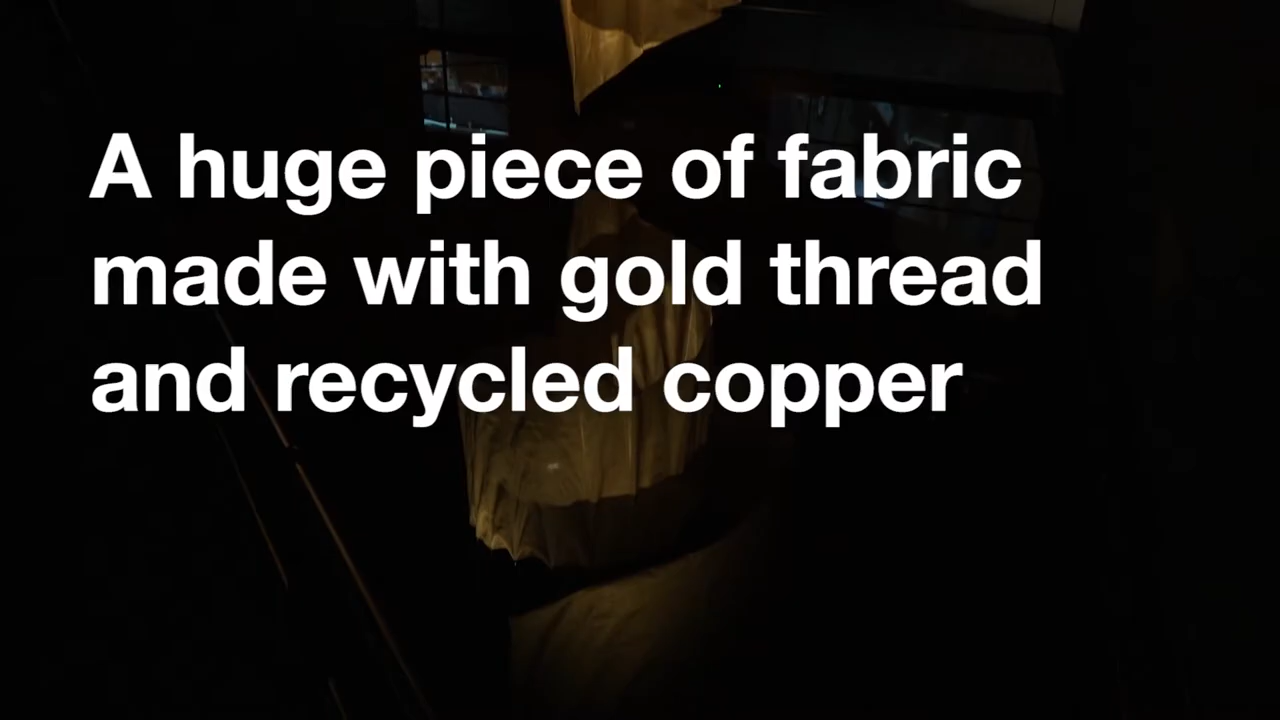 A huge piece of fabric
made with gold thread
and recycled copper